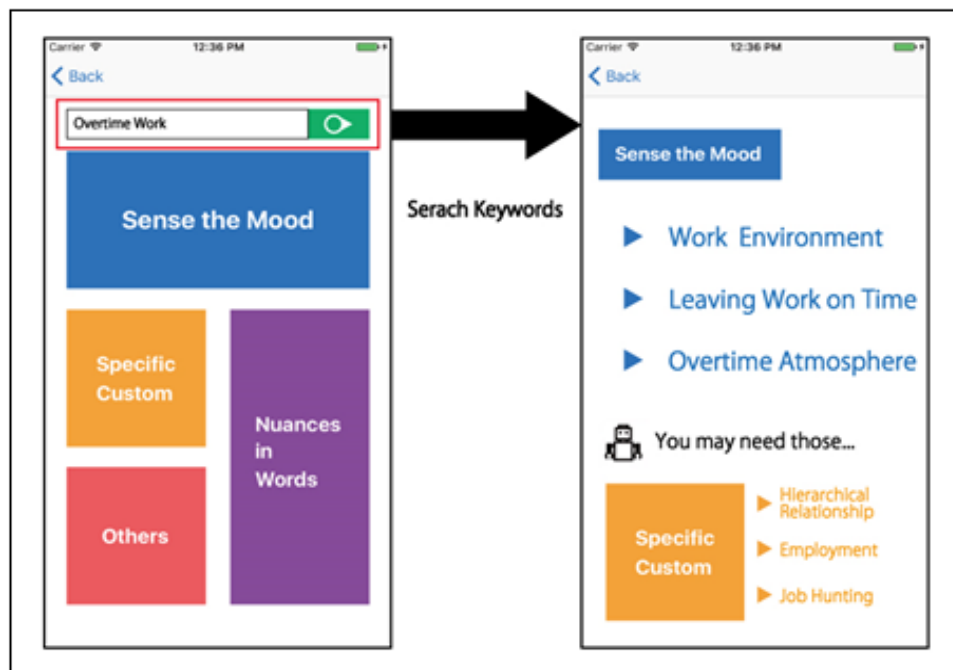 Carrier 12:36 PM
Back
Overtime Work
Sense the Mood
Specific
Custom
Nuances
in
Words
Others
Serach Keywords
Carrier 12:36 PM
Back
Sense the Mood
Work Environment
Leaving Work on Time
Overtime Atmosphere
You may need those...
Specific
Custom
Hierarchical
Relationship
Employment
Job Hunting